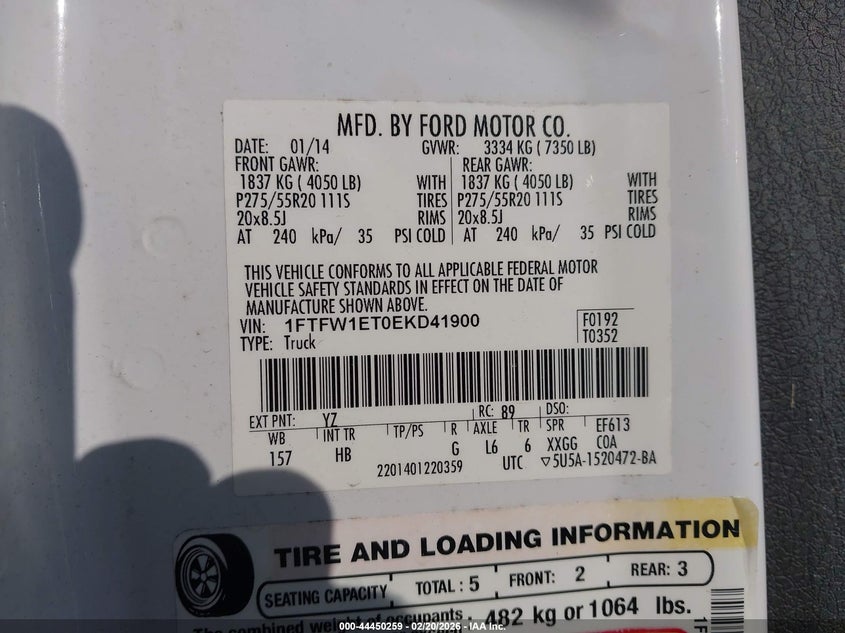 MFD. BY FORD MOTOR CO.
DATE: 01/14 GVWR: 3334 KG ( 7350 LB)
FRONT GAWR: REAR GAWR:
1837 KG ( 4050 LB) WITH 1837 KG ( 4050 LB) WITH
P275/55R20 111S TIRES P275/55R20 111S TIRES
20x8.5J RIMS 20x8.5J RIMS
AT 240 kPa/ 35 PSI COLD AT 240 kPa/ 35 PSI COLD
THIS VEHICLE CONFORMS TO ALL APPLICABLE FEDERAL MOTOR
VEHICLE SAFETY STANDARDS IN EFFECT ON THE DATE OF
MANUFACTURE SHOWN ABOVE.
VIN: 1FTFW1ET0EKD41900 F0192
TYPE: Truck T0352
EXT PNT: YZ RC: 89 DSO:
WB INT TR TP/PS R AXLE TR SPR EF613
157 HB G L6 6 XXGG COA
2201401220359 UTC ▽5U5A-1520472-BA
TIRE AND LOADING INFORMATION
SEATING CAPACITY TOTAL : 5 FRONT: 2 REAR: 3
The combined weight of occupants 482 kg or 1064 lbs.
000-44450259 - 02/20/2026 - IAA Inc.